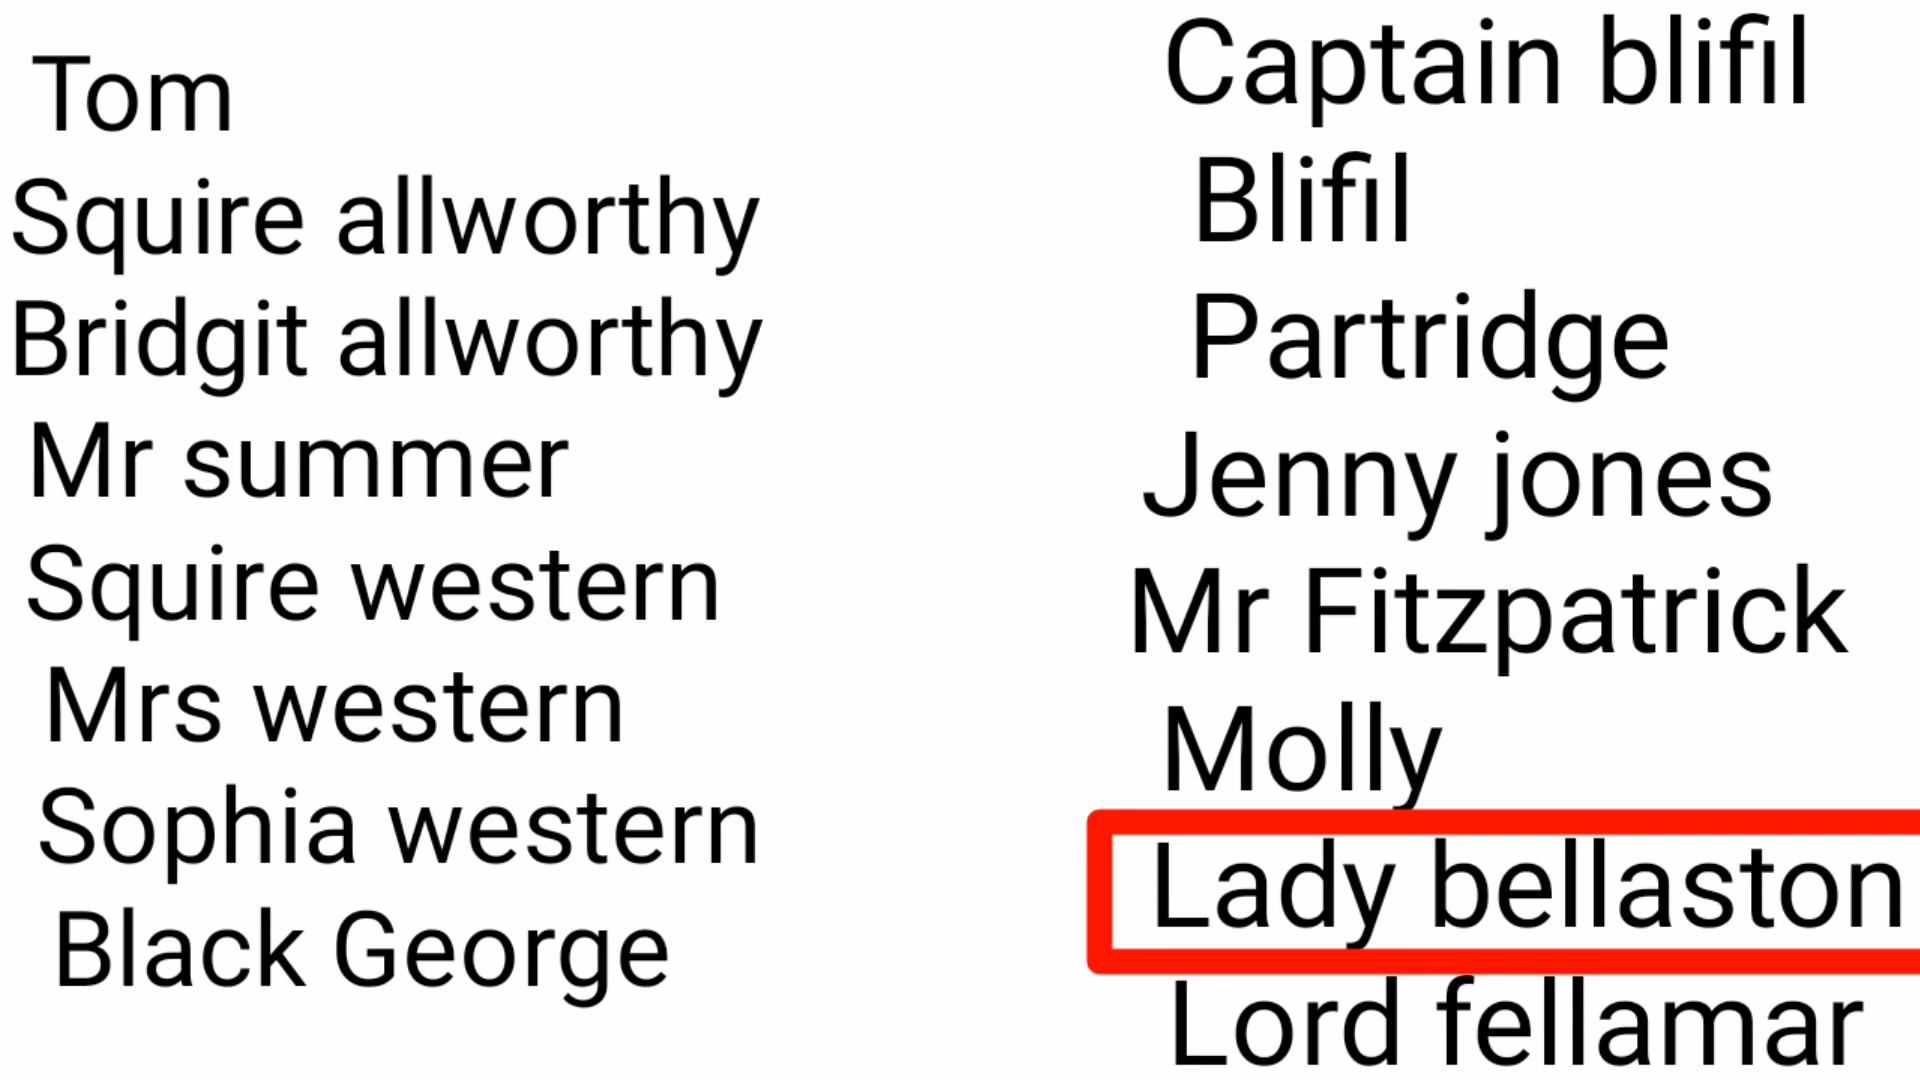 Tom
Squire allworthy
Bridgit allworthy
Mr summer
Squire western
Mrs western
Sophia western
Black George
Captain blifil
Blifil
Partridge
Jenny jones
Mr Fitzpatrick
Molly
Lady bellaston
Lord fellamar